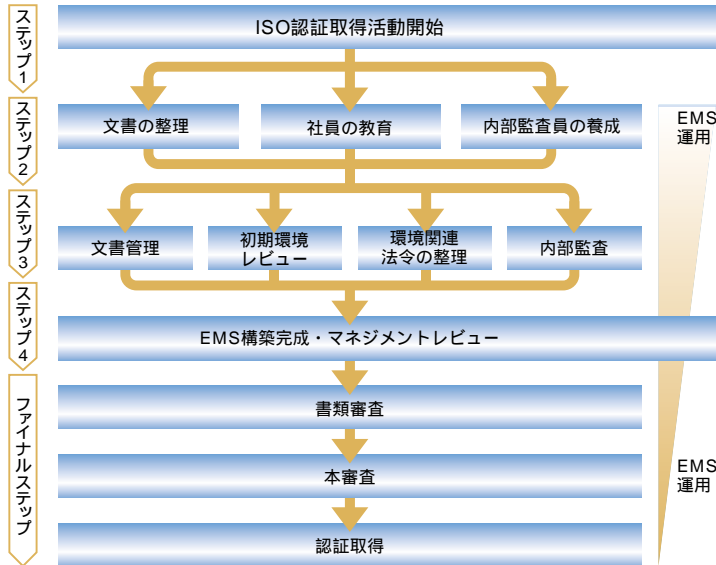 ステップ1
ISO認証取得活動開始
ステップ2
文書の整理
社員の教育
内部監査員の養成
EMS
運用
ステップ3
文書管理
初期環境
レビュー
環境関連
法令の整理
内部監査
ステップ4
EMS構築完成・マネジメントレビュー
ファイナルステップ
書類審査
本審査
EMS
運用
認証取得